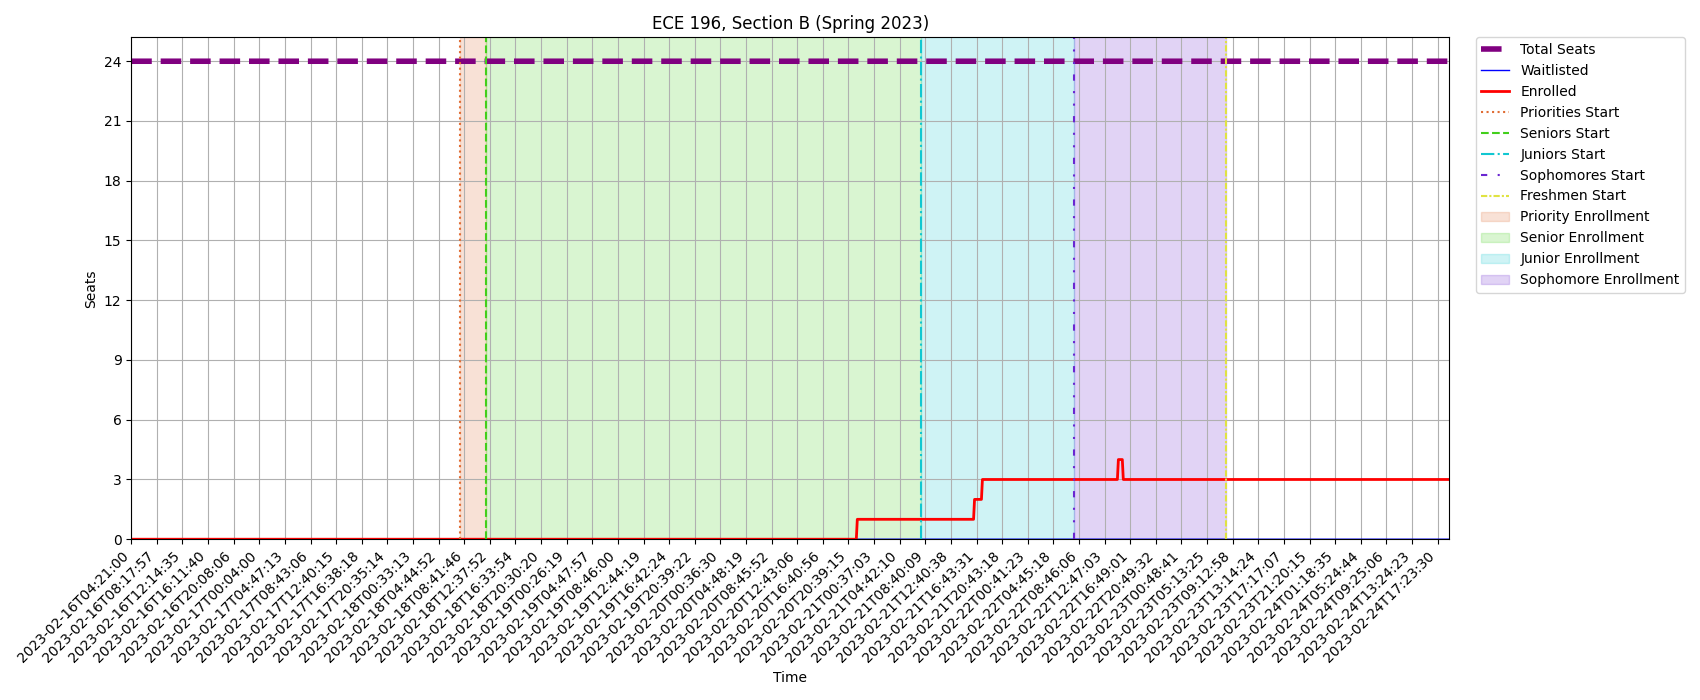 ECE 196, Section B (Spring 2023)
Seats
24
21
18
15
12
9
6
3
0
2023-02-16T04:21:00
2023-02-16T08:17:57
2023-02-16T12:14:35
2023-02-16T16:11:40
2023-02-16T20:08:06
2023-02-17T00:04:00
2023-02-17T04:47:13
2023-02-17T08:43:06
2023-02-17T12:40:15
2023-02-17T16:38:18
2023-02-17T20:35:14
2023-02-18T00:33:13
2023-02-18T04:44:52
2023-02-18T08:41:46
2023-02-18T12:37:52
2023-02-18T16:33:54
2023-02-18T20:30:20
2023-02-19T00:26:19
2023-02-19T04:47:57
2023-02-19T08:46:00
2023-02-19T12:44:19
2023-02-19T16:42:24
2023-02-19T20:39:22
2023-02-20T00:36:30
2023-02-20T04:48:19
2023-02-20T08:45:52
2023-02-20T12:43:06
2023-02-20T16:40:56
2023-02-20T20:39:15
2023-02-21T00:37:03
2023-02-21T04:42:10
2023-02-21T08:40:09
2023-02-21T12:40:38
2023-02-21T16:43:31
2023-02-21T20:43:18
2023-02-22T00:41:23
2023-02-22T04:45:18
2023-02-22T08:46:06
2023-02-22T12:47:03
2023-02-22T16:49:01
2023-02-22T20:49:32
2023-02-23T00:48:41
2023-02-23T05:13:25
2023-02-23T09:12:58
2023-02-23T13:14:24
2023-02-23T17:17:07
2023-02-23T21:20:15
2023-02-24T01:18:35
2023-02-24T05:24:44
2023-02-24T09:25:06
2023-02-24T13:24:23
2023-02-24T17:23:30
Time
Total Seats
Waitlisted
Enrolled
Priorities Start
Seniors Start
Juniors Start
Sophomores Start
Freshmen Start
Priority Enrollment
Senior Enrollment
Junior Enrollment
Sophomore Enrollment